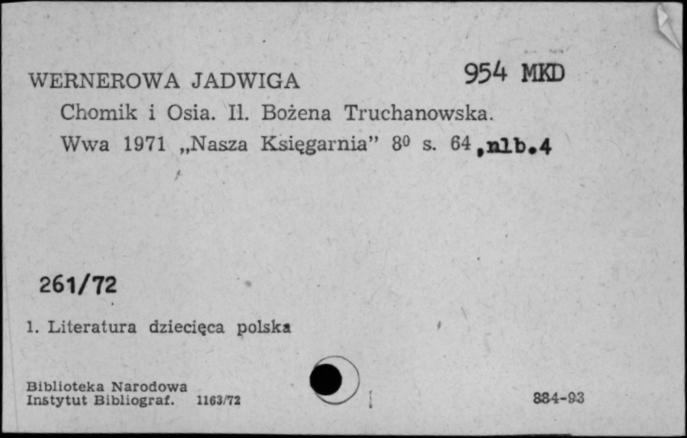 954 MKD
WERNEROWA JADWIGA
Chomik i Osia. Il. Bożena Truchanowska.
Wwa 1971 „Nasza Księgarnia” 8⁰ s. 64,nlb.4
261/72
1. Literatura dziecięca polska
Biblioteka Narodowa
Instytut Bibliograf. 1163/72
884-93